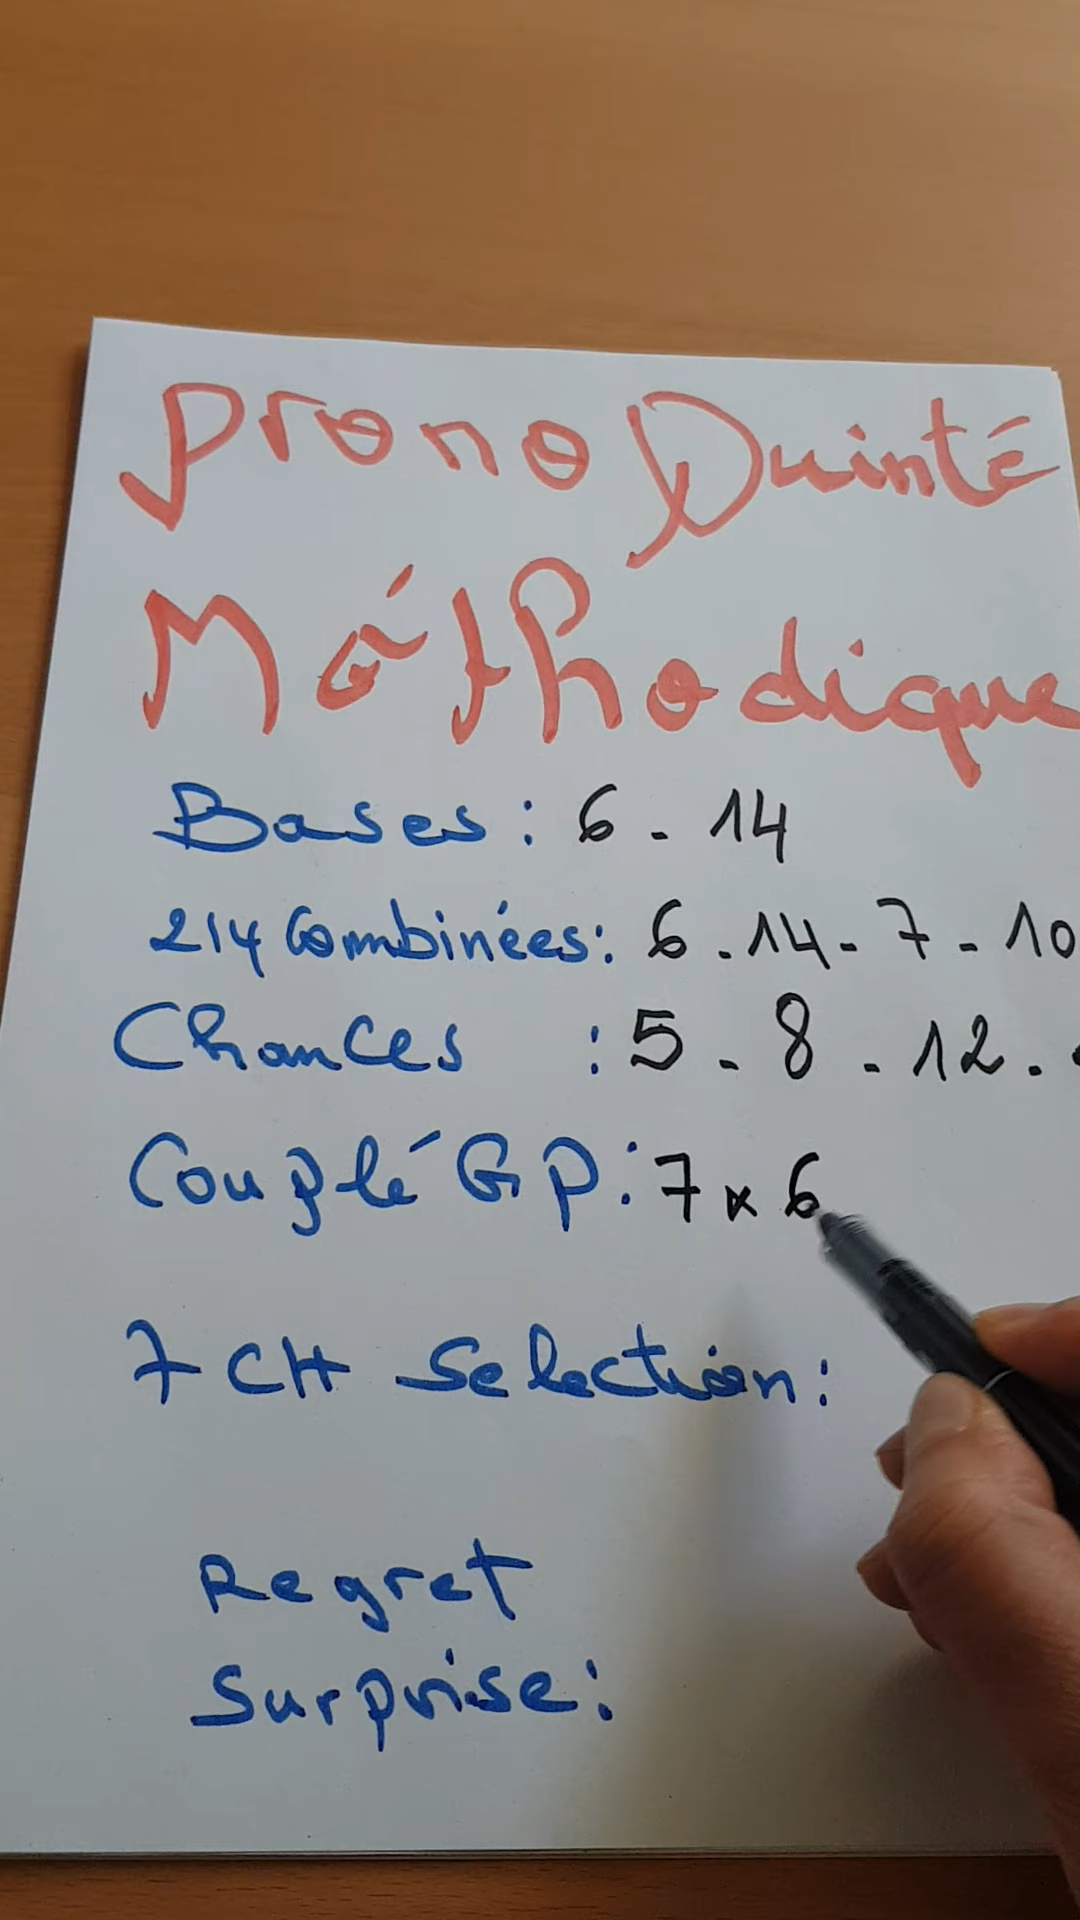 Prono Quinté
Méthodique
Bases: 6 - 14
2/4 Combinées: 6 - 14 - 7 - 10
Chances : 5 - 8 - 12 -
Couplé GP: 7 x 6
7 CH Selection:
Regret
Surprise: